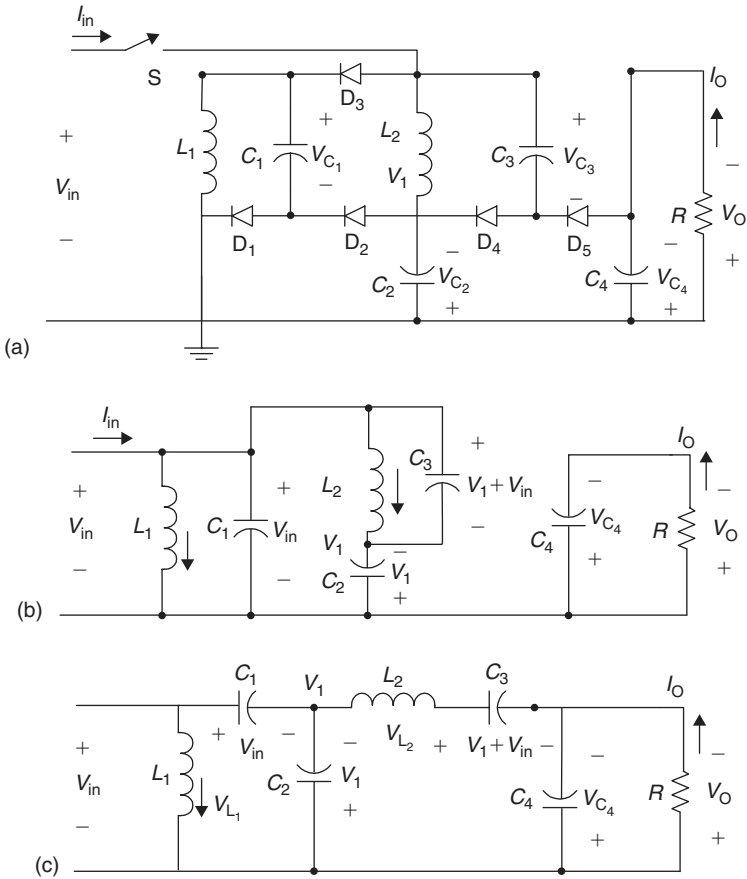 I_in
S
D_3
I_O
+
L_1
C_1
+
V_C1
−
L_2
V_1
C_3
+
V_C3
−
−
V_in
R
V_O
−
D_1
D_2
D_4
D_5
−
C_2
V_C2
+
−
C_4
V_C4
+
+
(a)
I_in
I_O
+
V_in
−
L_1
C_1
+
V_in
−
L_2
V_1
C_3
+
V_1 + V_in
−
−
C_2
V_1
+
−
C_4
V_C4
+
R
−
V_O
+
(b)
C_1
V_1
L_2
C_3
I_O
+
V_in
−
+
V_in
−
−
V_L2
+
V_1 + V_in
−
L_1
V_L1
C_2
V_1
+
−
C_4
V_C4
+
R
−
V_O
+
(c)